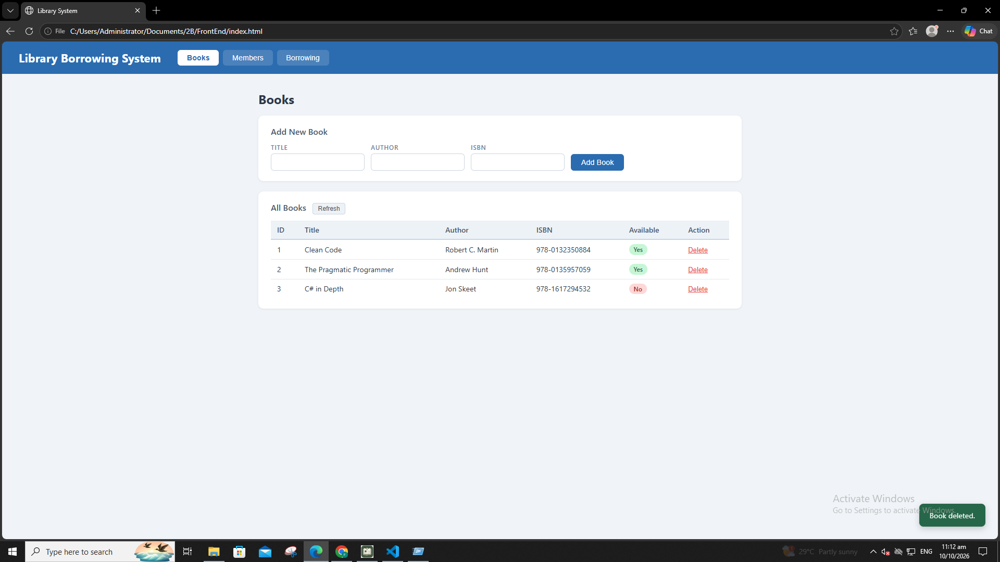 Library System
File C:/Users/Administrator/Documents/2B/FrontEnd/index.html
Chat
Library Borrowing System Books Members Borrowing
Books
Add New Book
TITLE AUTHOR ISBN
Add Book
All Books Refresh
ID Title Author ISBN Available Action
1 Clean Code Robert C. Martin 978-0132350884 Yes Delete
2 The Pragmatic Programmer Andrew Hunt 978-0135957059 Yes Delete
3 C# in Depth Jon Skeet 978-1617294532 No Delete
Activate Windows
Go to Settings to activate Windows.
Book deleted.
Type here to search
29°C Partly sunny
ENG
11:12 am
10/10/2026